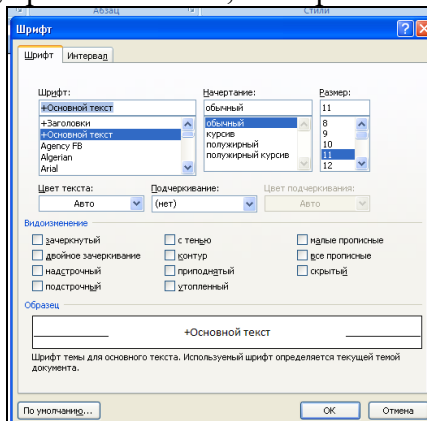 Абзац Стили
Шрифт
Шрифт Интервал
Шрифт: Начертание: Размер:
+Основной текст обычный 11
+Заголовки обычный 8
+Основной текст курсив 9
Agency FB полужирный 10
Algerian полужирный курсив 11
Arial 12
Цвет текста: Подчеркивание: Цвет подчеркивания:
Авто (нет) Авто
Видоизменение
зачеркнутый с тенью малые прописные
двойное зачеркивание контур все прописные
надстрочный приподнятый скрытый
подстрочный утопленный
Образец
+Основной текст
Шрифт темы для основного текста. Используемый шрифт определяется текущей темой
документа.
По умолчанию... ОК Отмена